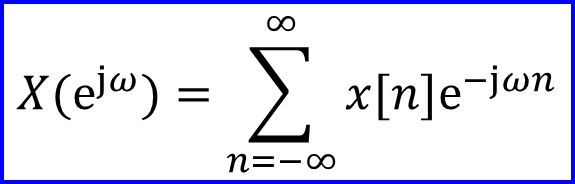 X(e^{jω}) = ∑_{n=−∞}^{∞} x[n]e^{−jωn}